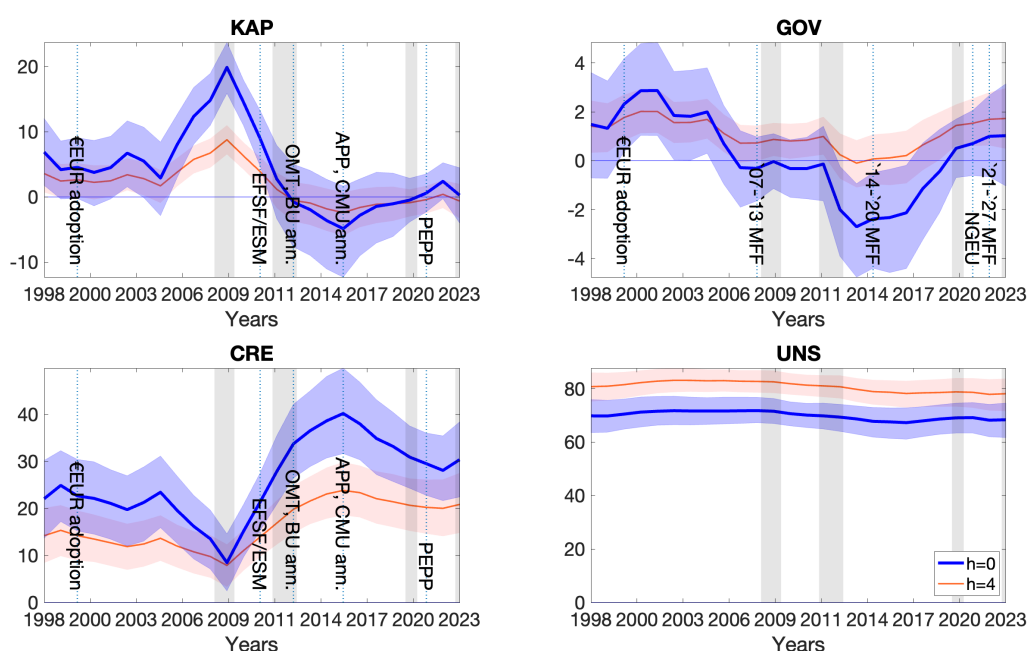 KAP
20
10
0
-10
€EUR adoption
EFSF/ESM
OMT, BU ann.
APP, CMU ann.
PEPP
1998 2000 2003 2006 2009 2011 2014 2017 2020 2023
Years
GOV
4
2
0
-2
-4
€EUR adoption
`07-`13 MFF
`14-`20 MFF
NGEU
`21-`27 MFF
1998 2000 2003 2006 2009 2011 2014 2017 2020 2023
Years
CRE
40
30
20
10
0
€EUR adoption
EFSF/ESM
OMT, BU ann.
APP, CMU ann.
PEPP
1998 2000 2003 2006 2009 2011 2014 2017 2020 2023
Years
UNS
80
60
40
20
0
h=0
h=4
1998 2000 2003 2006 2009 2011 2014 2017 2020 2023
Years